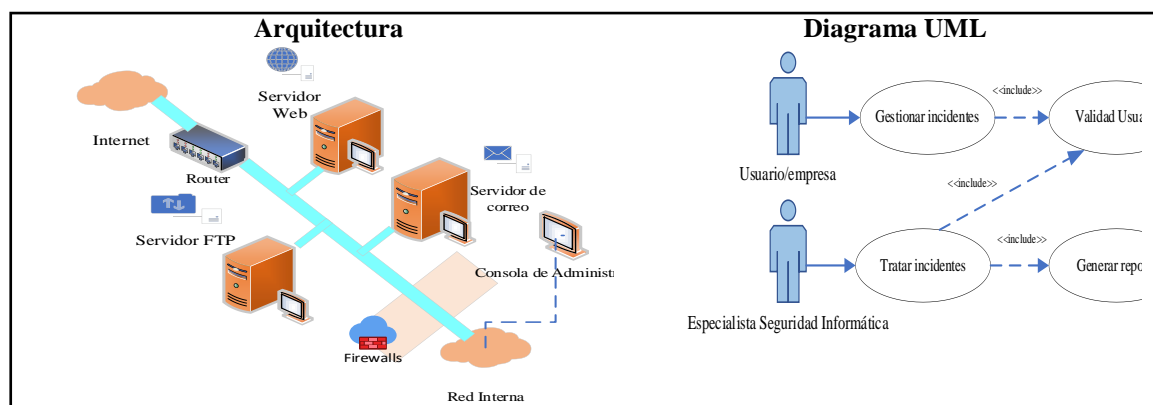 Arquitectura
Servidor
Web
Internet
Router
Servidor de
correo
Servidor FTP
Consola de Administ
Firewalls
Red Interna
Diagrama UML
Gestionar incidentes
<<include>>
Validad Usua
Usuario/empresa
<<include>>
Tratar incidentes
<<include>>
Generar repo
Especialista Seguridad Informática